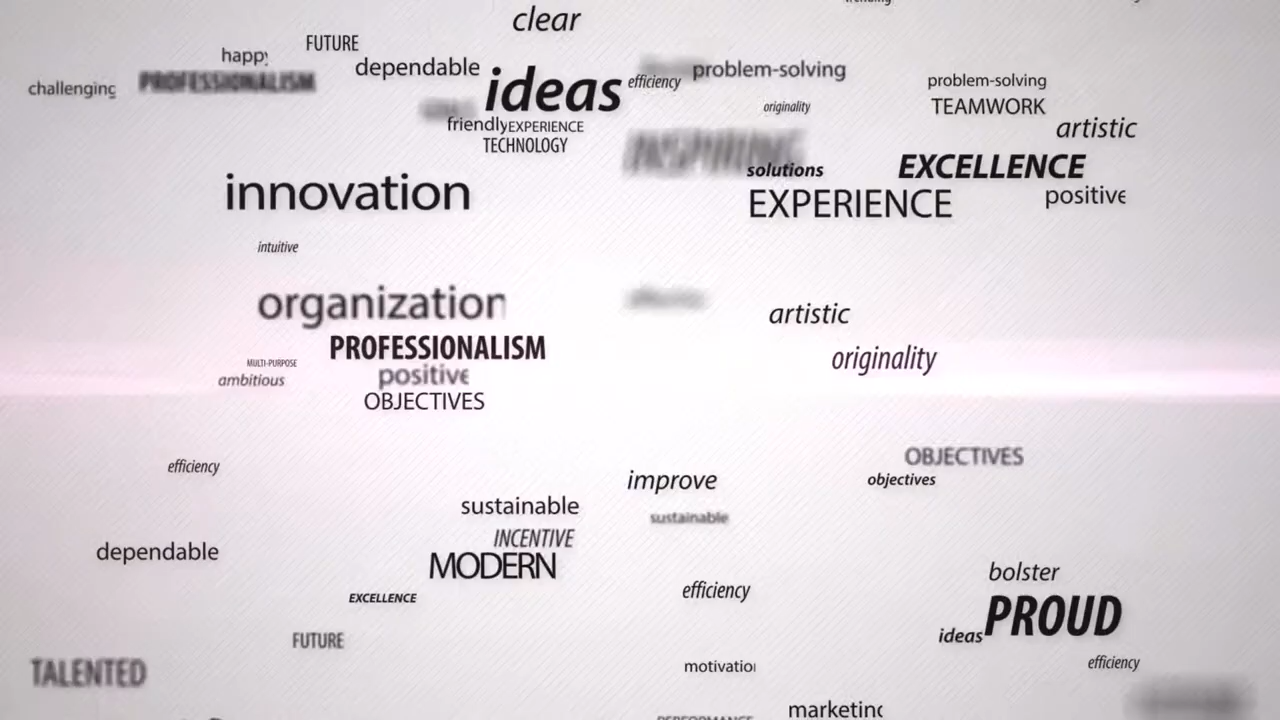 clear
FUTURE
happy
dependable
challenging
PROFESSIONALISM
ideas
efficiency
problem-solving
problem-solving
originality
TEAMWORK
friendly
EXPERIENCE
artistic
TECHNOLOGY
INSPIRING
solutions
EXCELLENCE
innovation
EXPERIENCE
positive
intuitive
organization
artistic
PROFESSIONALISM
originality
MULTI-PURPOSE
ambitious
positive
OBJECTIVES
OBJECTIVES
efficiency
improve
objectives
sustainable
sustainable
INCENTIVE
dependable
MODERN
bolster
efficiency
EXCELLENCE
PROUD
ideas
FUTURE
efficiency
motivatio
TALENTED
marketing